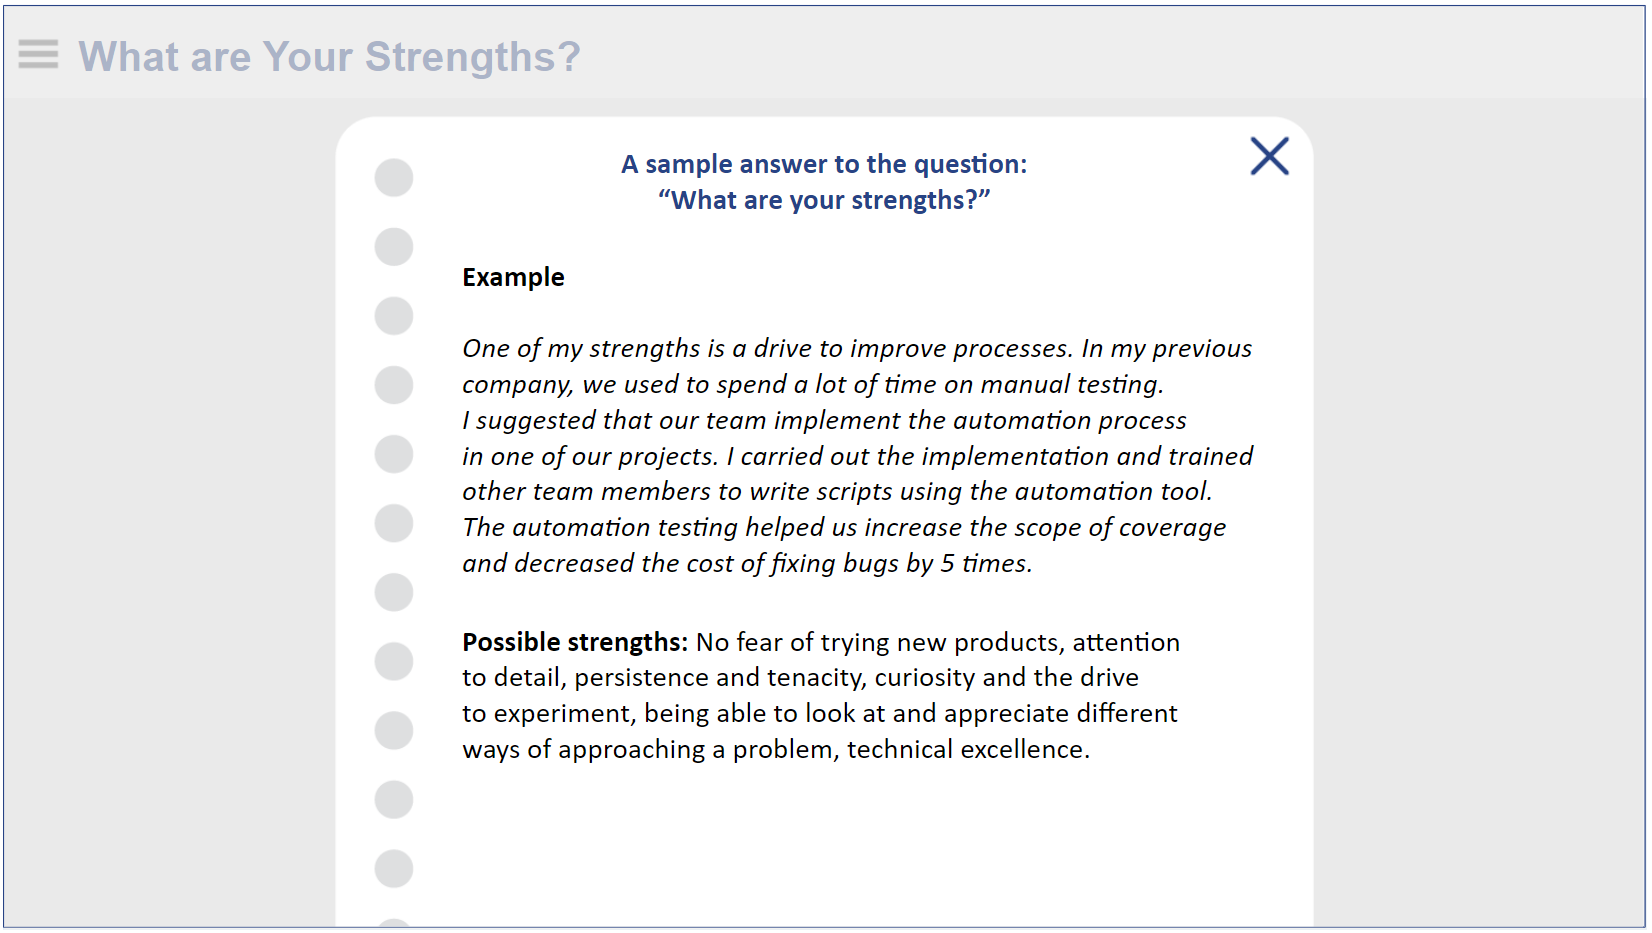 What are Your Strengths?
A sample answer to the question:
“What are your strengths?”
Example
One of my strengths is a drive to improve processes. In my previous
company, we used to spend a lot of time on manual testing.
I suggested that our team implement the automation process
in one of our projects. I carried out the implementation and trained
other team members to write scripts using the automation tool.
The automation testing helped us increase the scope of coverage
and decreased the cost of fixing bugs by 5 times.
Possible strengths: No fear of trying new products, attention
to detail, persistence and tenacity, curiosity and the drive
to experiment, being able to look at and appreciate different
ways of approaching a problem, technical excellence.